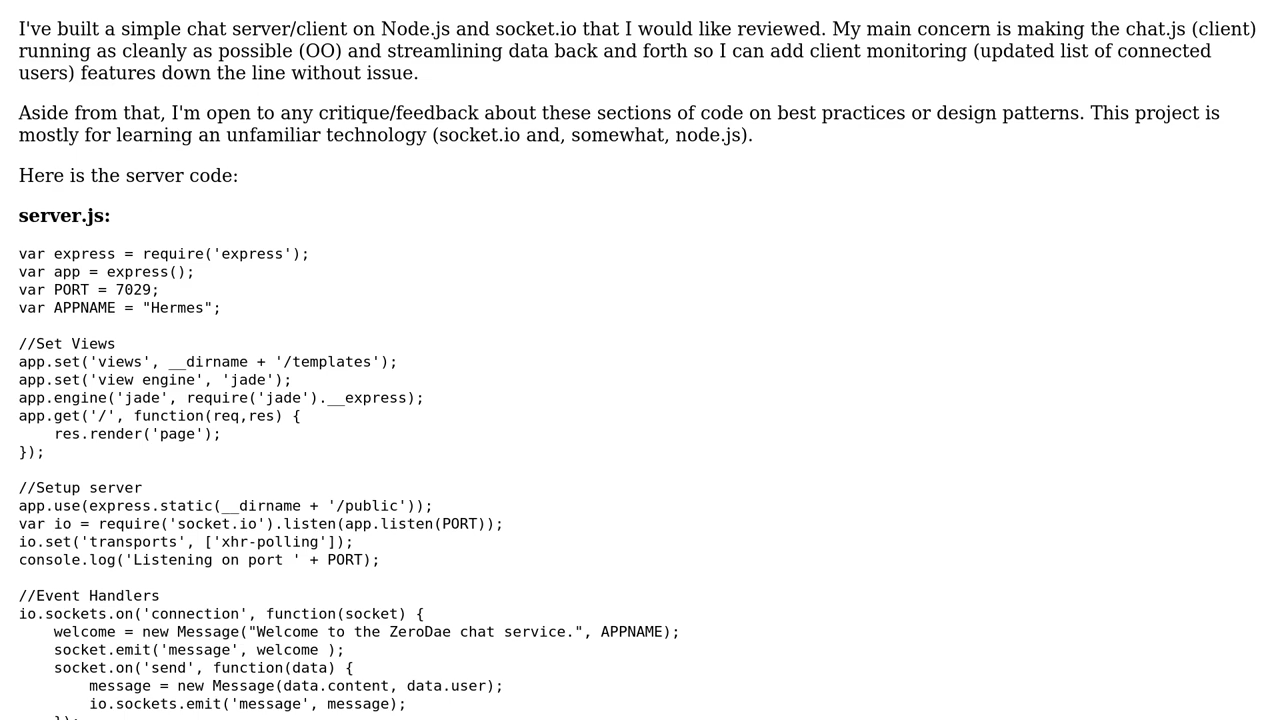 I've built a simple chat server/client on Node.js and socket.io that I would like reviewed. My main concern is making the chat.js (client)
running as cleanly as possible (OO) and streamlining data back and forth so I can add client monitoring (updated list of connected
users) features down the line without issue.
Aside from that, I'm open to any critique/feedback about these sections of code on best practices or design patterns. This project is
mostly for learning an unfamiliar technology (socket.io and, somewhat, node.js).
Here is the server code:
server.js:
var express = require('express');
var app = express();
var PORT = 7029;
var APPNAME = "Hermes";
//Set Views
app.set('views', __dirname + '/templates');
app.set('view engine', 'jade');
app.engine('jade', require('jade').__express);
app.get('/', function(req,res) {
    res.render('page');
});
//Setup server
app.use(express.static(__dirname + '/public'));
var io = require('socket.io').listen(app.listen(PORT));
io.set('transports', ['xhr-polling']);
console.log('Listening on port ' + PORT);
//Event Handlers
io.sockets.on('connection', function(socket) {
    welcome = new Message("Welcome to the ZeroDae chat service.", APPNAME);
    socket.emit('message', welcome );
    socket.on('send', function(data) {
        message = new Message(data.content, data.user);
        io.sockets.emit('message', message);
    });